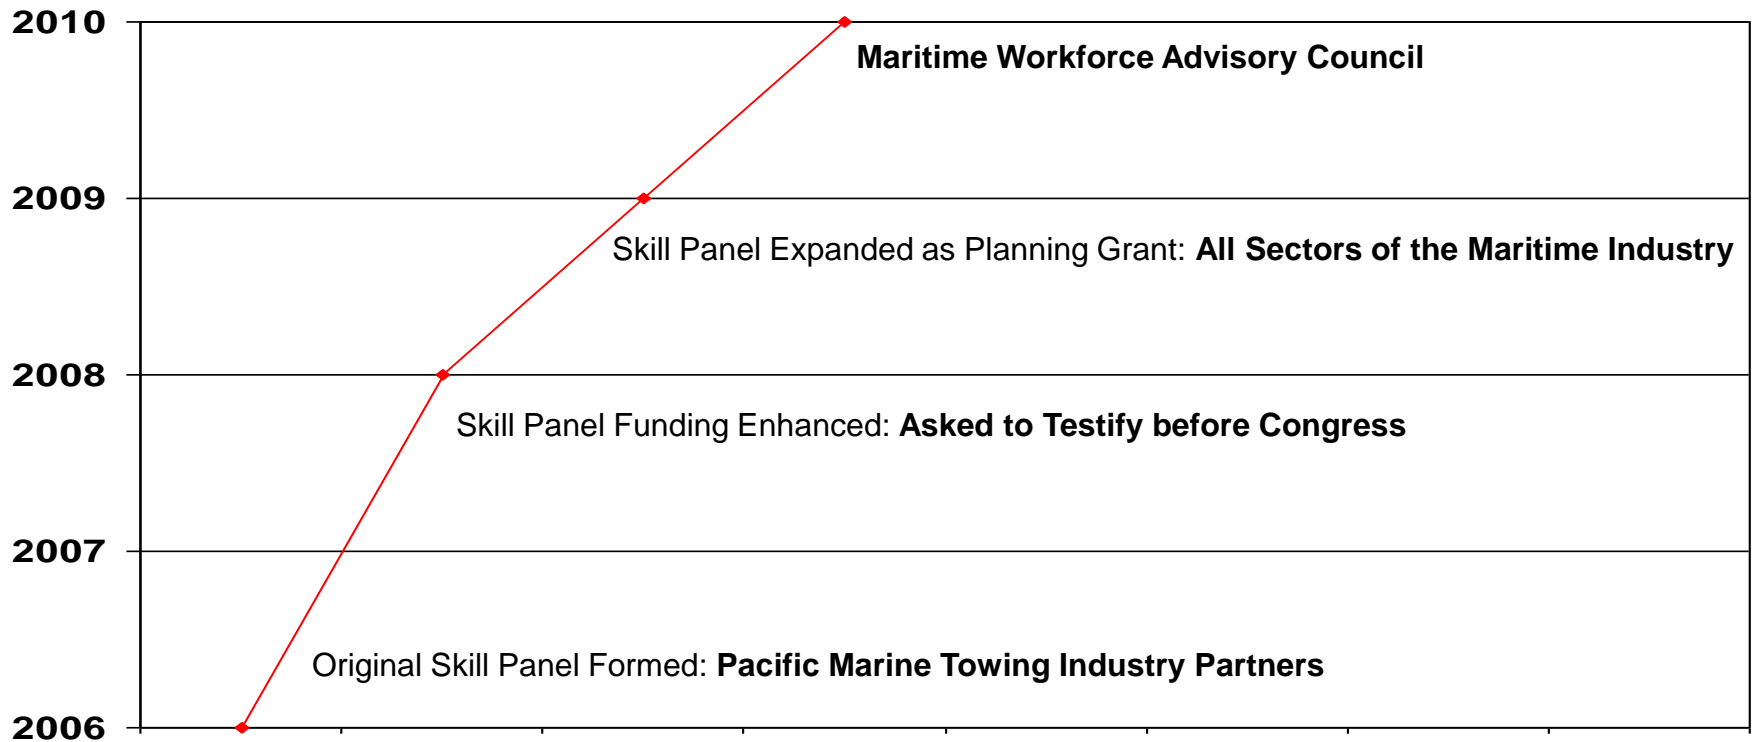 2010
Maritime Workforce Advisory Council
2009
Skill Panel Expanded as Planning Grant: All Sectors of the Maritime Industry
2008
Skill Panel Funding Enhanced: Asked to Testify before Congress
2007
Original Skill Panel Formed: Pacific Marine Towing Industry Partners
2006